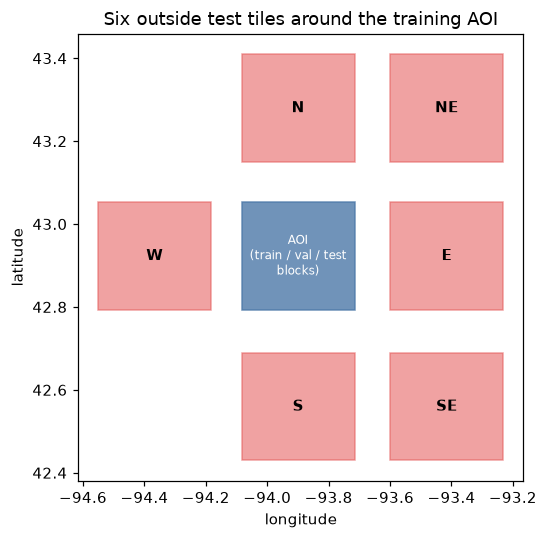 Six outside test tiles around the training AOI
43.4
N
NE
43.2
43.0
W
AOI
(train / val / test
blocks)
E
42.8
42.6
S
SE
42.4
−94.6 −94.4 −94.2 −94.0 −93.8 −93.6 −93.4 −93.2
longitude
latitude